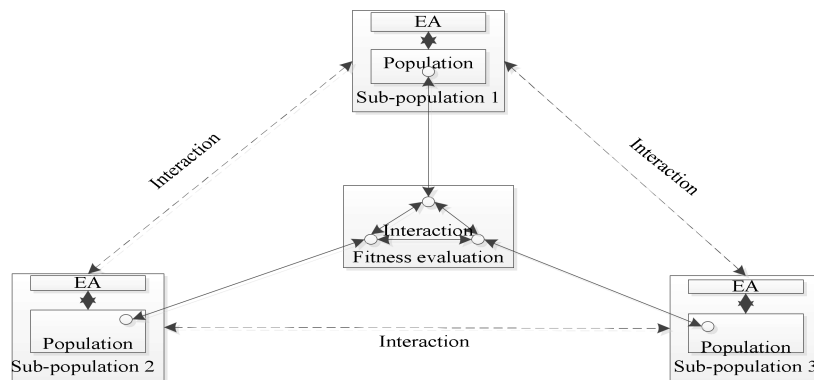 EA
Population
Sub-population 1
Interaction
Interaction
Interaction
Fitness evaluation
EA
Population
Sub-population 2
Interaction
EA
Population
Sub-population 3